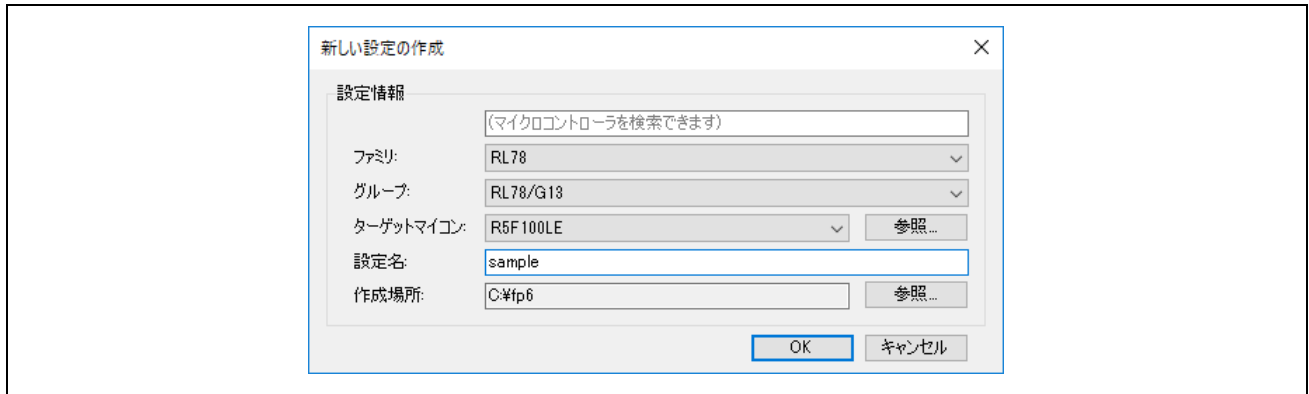 新しい設定の作成
設定情報
(マイクロコントローラを検索できます)
ファミリ: RL78
グループ: RL78/G13
ターゲットマイコン: R5F100LE 参照...
設定名: sample
作成場所: C:¥fp6 参照...
OK キャンセル